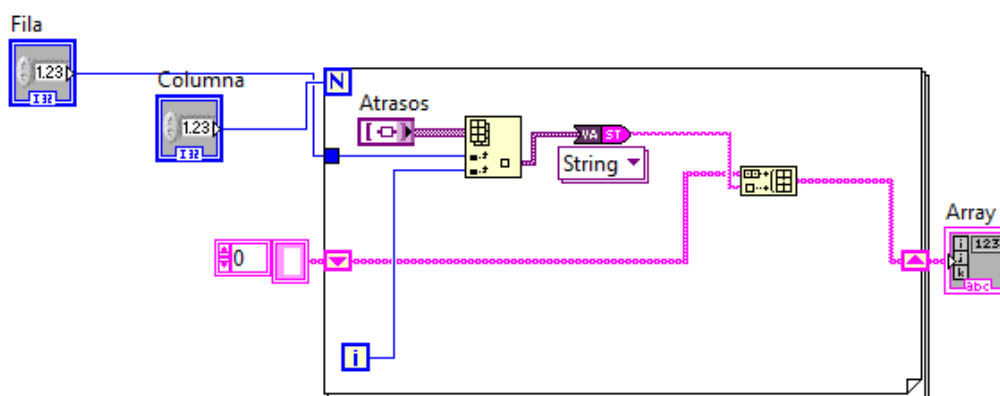 Fila
1.23
I32
Columna
1.23
I32
N
Atrasos
VA ST
String
0
i
Array
i 123
j
k
abc